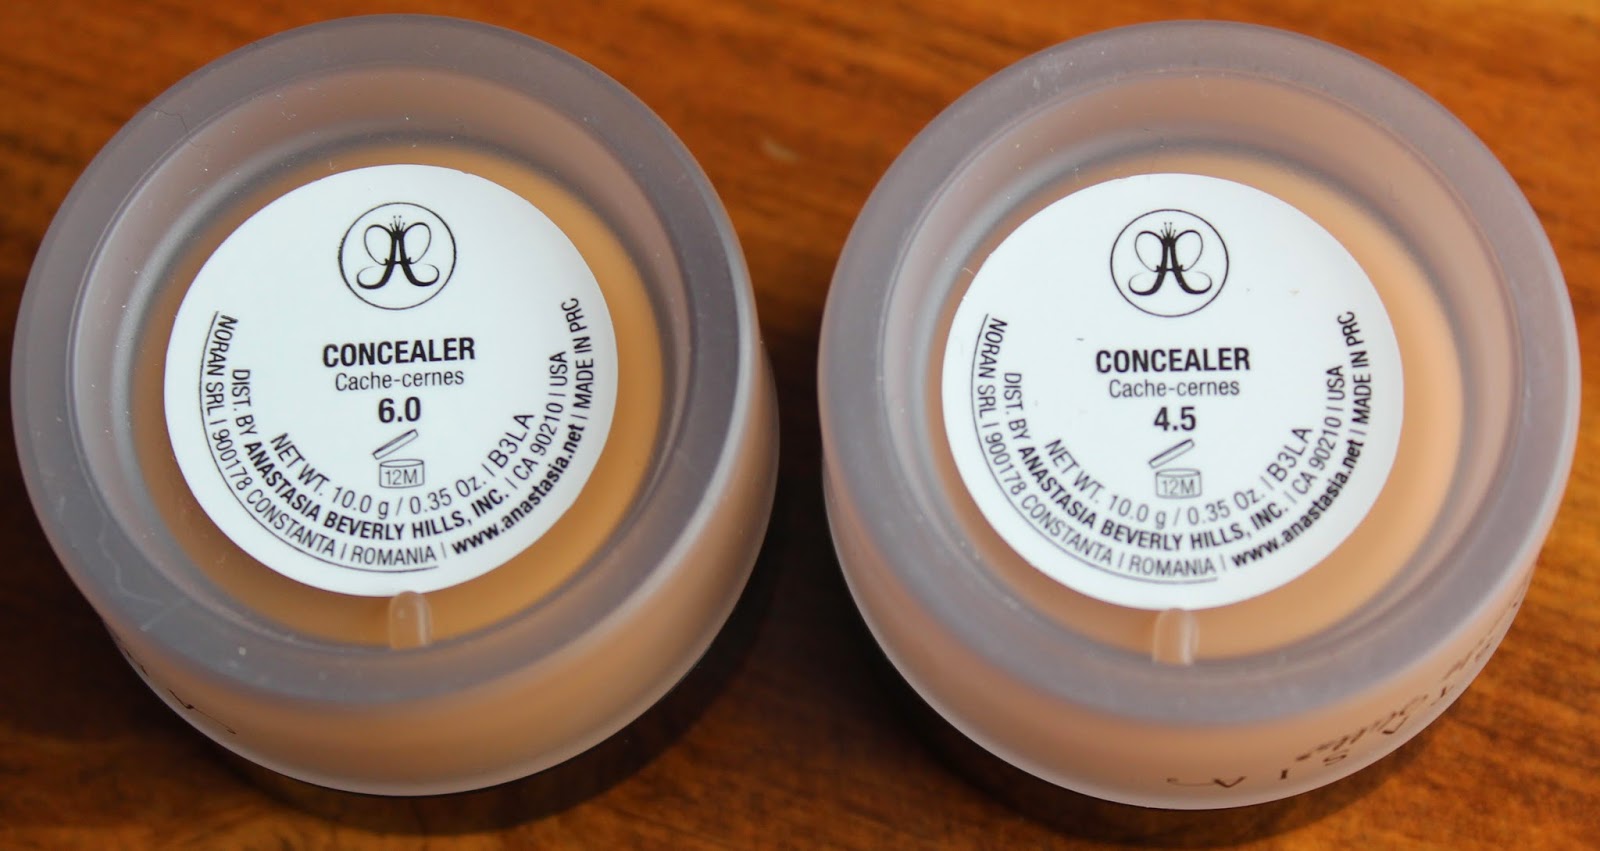 A
CONCEALER
Cache-cernes
6.0
12M
NET WT. 10.0 g / 0.35 Oz. | B3LA
DIST. BY ANASTASIA BEVERLY HILLS, INC. | CA 90210 | USA
NORAN SRL | 900178 CONSTANTA | ROMANIA | www.anastasia.net | MADE IN PRC
A
CONCEALER
Cache-cernes
4.5
12M
NET WT. 10.0 g / 0.35 Oz. | B3LA
DIST. BY ANASTASIA BEVERLY HILLS, INC. | CA 90210 | USA
NORAN SRL | 900178 CONSTANTA | ROMANIA | www.anastasia.net | MADE IN PRC